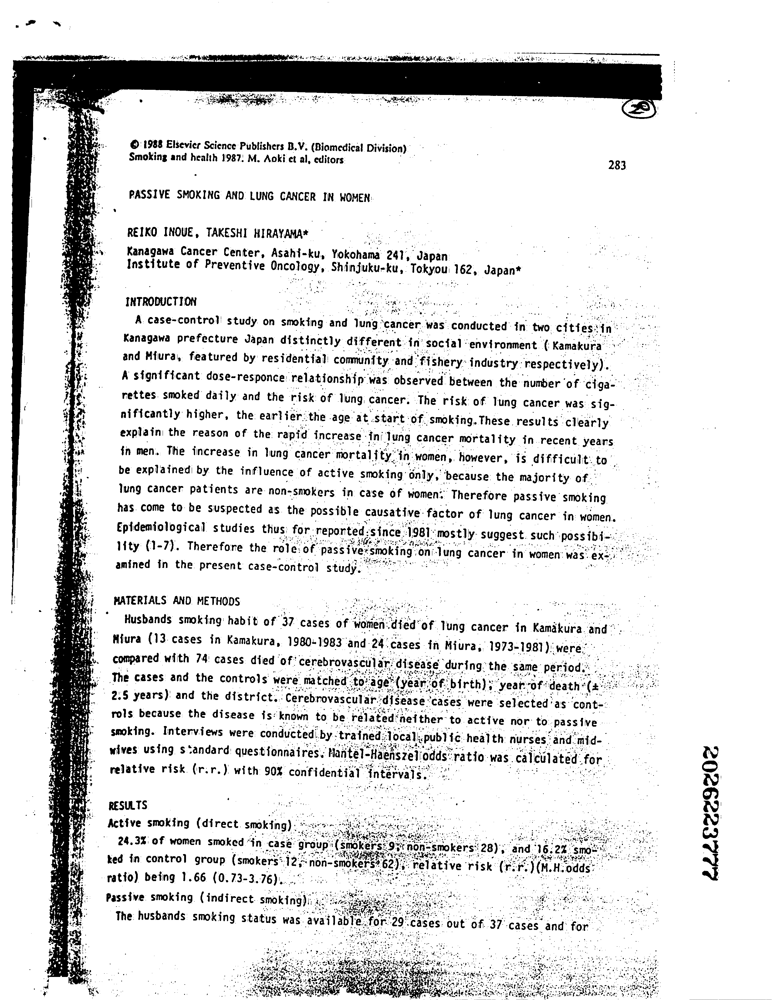 20
© 1988 Elsevier Science Publishers B.V. (Biomedical Division)
Smoking and health 1987. M. Aoki et al, editors
283
PASSIVE SMOKING AND LUNG CANCER IN WOMEN
REIKO INOUE, TAKESHI HIRAYAMA*
Kanagawa Cancer Center, Asahi-ku, Yokohama 241, Japan
Institute of Preventive Oncology, Shinjuku-ku, Tokyou 162, Japan*
INTRODUCTION
A case-control study on smoking and lung cancer was conducted in two cities in
Kanagawa prefecture Japan distinctly different in social environment ( Kamakura
and Miura, featured by residential community and fishery industry respectively).
A significant dose-responce relationship was observed between the number of ciga-
rettes smoked daily and the risk of lung cancer. The risk of lung cancer was sig-
nificantly higher, the earlier the age at start of smoking.These results clearly
explain the reason of the rapid increase in lung cancer mortality in recent years
in men. The increase in lung cancer mortality in women, however, is difficult to
be explained by the influence of active smoking only, because the majority of
lung cancer patients are non-smokers in case of women. Therefore passive smoking
has come to be suspected as the possible causative factor of lung cancer in women.
Epidemiological studies thus for reported since 1981 mostly suggest such possibi-
lity (1-7). Therefore the role of passive smoking on lung cancer in women was ex-
amined in the present case-control study.
MATERIALS AND METHODS
Husbands smoking habit of 37 cases of women died of lung cancer in Kamakura and
Miura (13 cases in Kamakura, 1980-1983 and 24 cases in Miura, 1973-1981) were
compared with 74 cases died of cerebrovascular disease during the same period.
The cases and the controls were matched to age (year of birth), year of death (±
2.5 years) and the district. Cerebrovascular disease cases were selected as cont-
rols because the disease is known to be related neither to active nor to passive
smoking. Interviews were conducted by trained local public health nurses and mid-
wives using standard questionnaires. Mantel-Haenszel odds ratio was calculated for
relative risk (r.r.) with 90% confidential intervals.
RESULTS
Active smoking (direct smoking)
24.3% of women smoked in case group (smokers 9, non-smokers 28), and 16.2% smo-
ked in control group (smokers 12, non-smokers 62), relative risk (r.r.)(M.H.odds
ratio) being 1.66 (0.73-3.76).
Passive smoking (indirect smoking)
The husbands smoking status was available for 29 cases out of 37 cases and for
2026223777